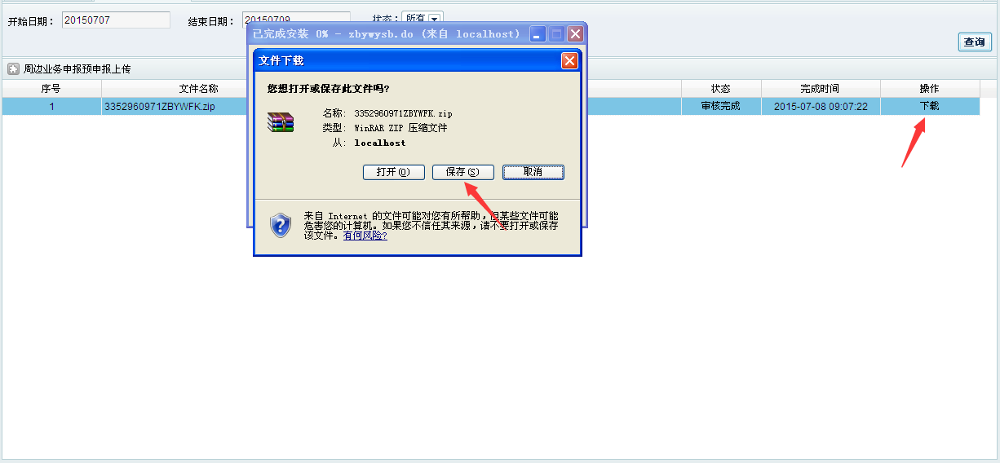 开始日期： 20150707 结束日期： 20150709 状态： 所有
查询
周边业务申报预申报上传
序号 文件名称 状态 完成时间 操作
1 3352960971ZBYWFK.zip 审核完成 2015-07-08 09:07:22 下载
已完成安装 0% - zbywysb.do (来自 localhost)
文件下载
您想打开或保存此文件吗?
名称: 3352960971ZBYWFK.zip
类型: WinRAR ZIP 压缩文件
从: localhost
打开(O) 保存(S) 取消
来自 Internet 的文件可能对您有所帮助，但某些文件可能
危害您的计算机。如果您不信任其来源，请不要打开或保存
该文件。有何风险?